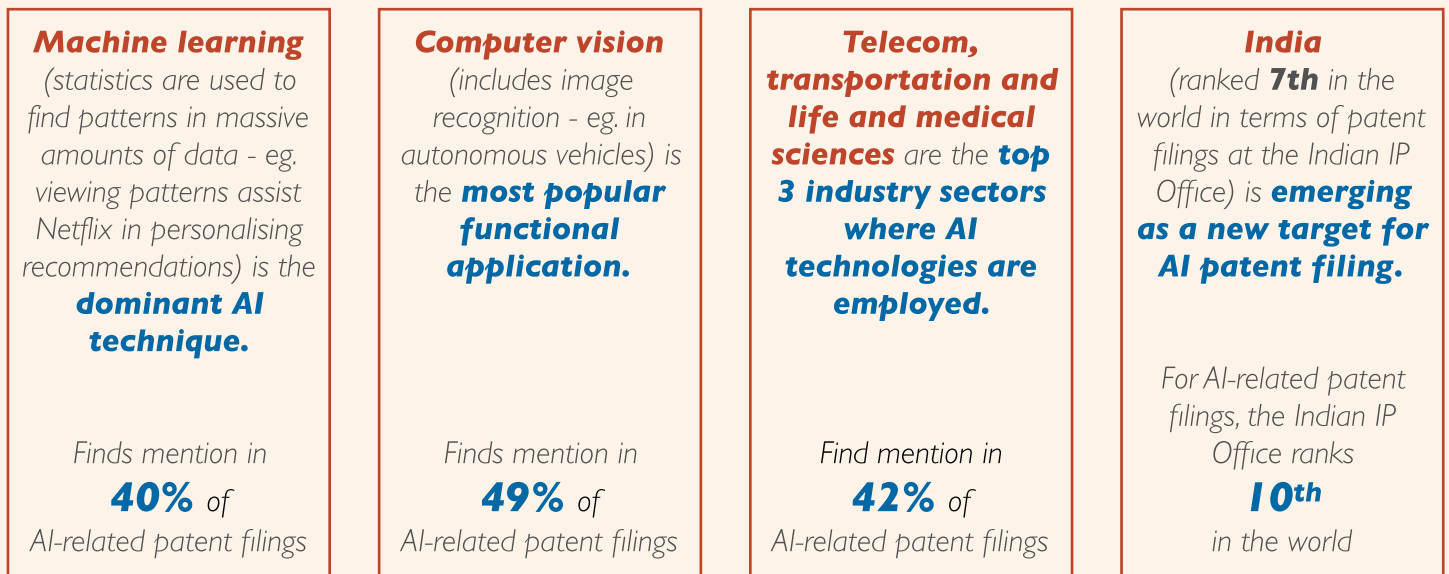 Machine learning
(statistics are used to
find patterns in massive
amounts of data - eg.
viewing patterns assist
Netflix in personalising
recommendations) is the
dominant AI
technique.
Finds mention in
40% of
AI-related patent filings
Computer vision
(includes image
recognition - eg. in
autonomous vehicles) is
the most popular
functional
application.
Finds mention in
49% of
AI-related patent filings
Telecom,
transportation and
life and medical
sciences are the top
3 industry sectors
where AI
technologies are
employed.
Find mention in
42% of
AI-related patent filings
India
(ranked 7th in the
world in terms of patent
filings at the Indian IP
Office) is emerging
as a new target for
AI patent filing.
For AI-related patent
filings, the Indian IP
Office ranks
10th
in the world